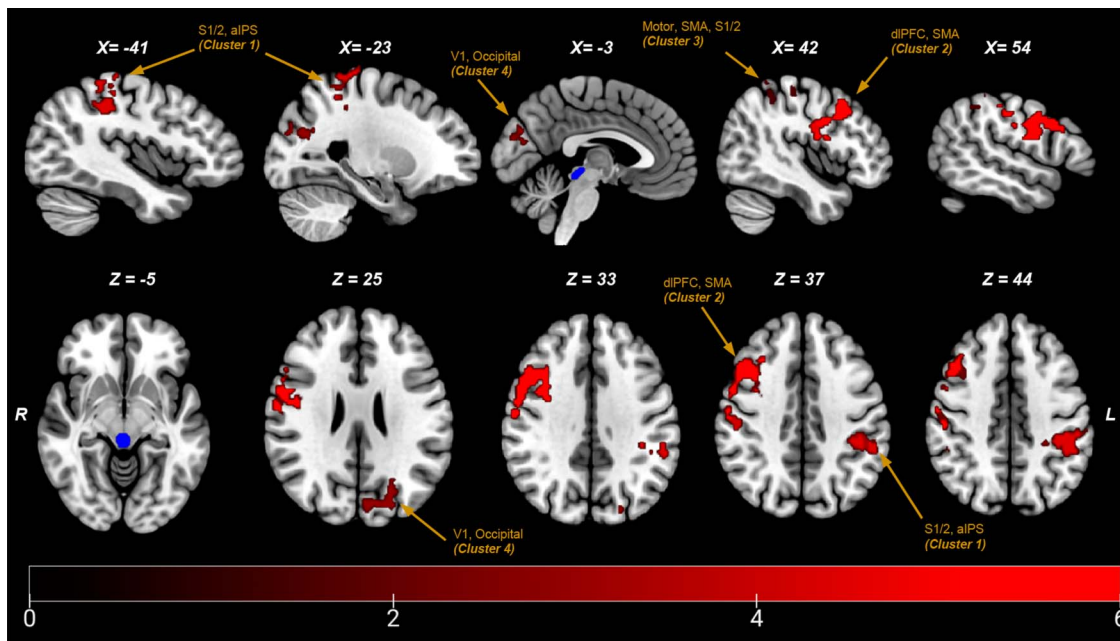 S1/2, aIPS
(Cluster 1)
Motor, SMA, S1/2
(Cluster 3)
dlPFC, SMA
(Cluster 2)
V1, Occipital
(Cluster 4)
X= -41
X= -23
X= -3
X= 42
X= 54
Z = -5
Z = 25
Z = 33
dlPFC, SMA
(Cluster 2)
Z = 37
Z = 44
R
L
V1, Occipital
(Cluster 4)
S1/2, aIPS
(Cluster 1)
0
2
4
6